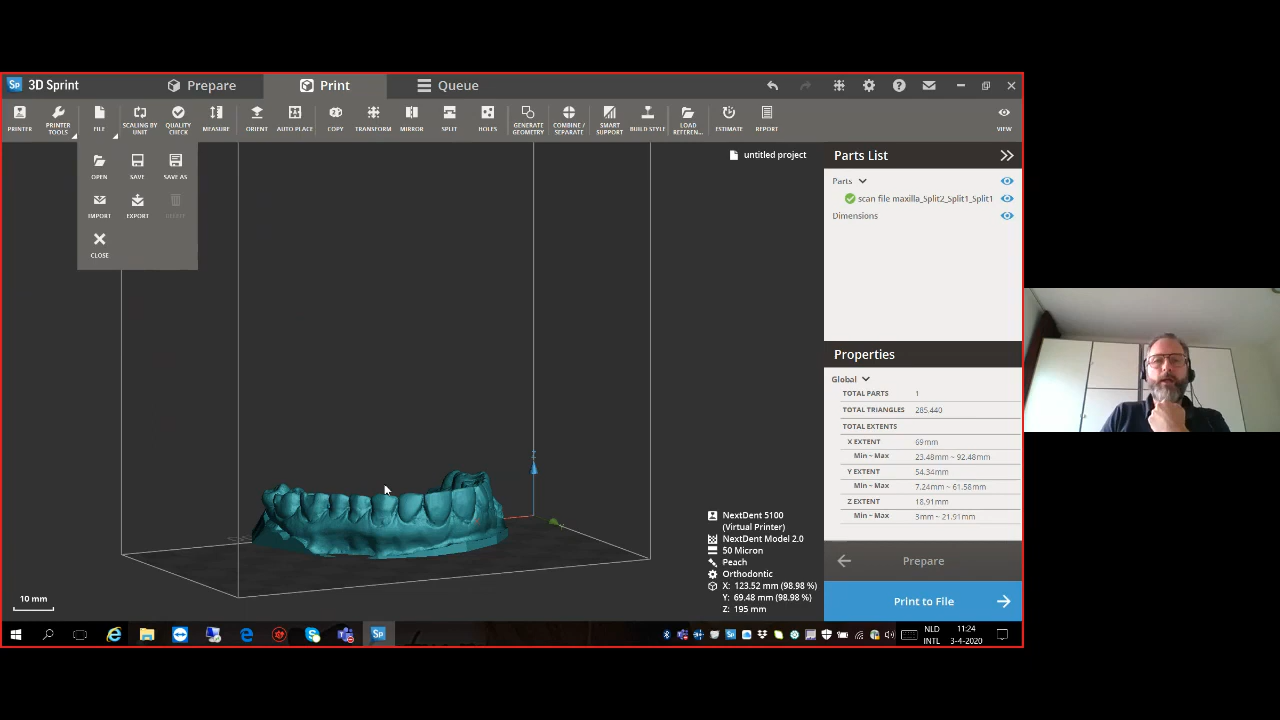 Sp 3D Sprint
Prepare
Print
Queue
PRINTER
PRINTER TOOLS
FILE
SCALING BY UNIT
QUALITY CHECK
MEASURE
ORIENT
AUTO PLACE
COPY
TRANSFORM
MIRROR
SPLIT
HOLES
GENERATE GEOMETRY
COMBINE / SEPARATE
SMART SUPPORT
BUILD STYLE
LOAD REFEREN...
ESTIMATE
REPORT
VIEW
OPEN
SAVE
SAVE AS
IMPORT
EXPORT
DELETE
CLOSE
untitled project
Parts List
Parts
scan file maxilla_Split2_Split1_Split1
Dimensions
Properties
Global
TOTAL PARTS 1
TOTAL TRIANGLES 285.440
TOTAL EXTENTS
X EXTENT 69mm
Min ~ Max 23.48mm ~ 92.48mm
Y EXTENT 54.34mm
Min ~ Max 7.24mm ~ 61.58mm
Z EXTENT 18.91mm
Min ~ Max 3mm ~ 21.91mm
Prepare
Print to File
NextDent 5100
(Virtual Printer)
NextDent Model 2.0
50 Micron
Peach
Orthodontic
X: 123.52 mm (98.98 %)
Y: 69.48 mm (98.98 %)
Z: 195 mm
Z
10 mm
Sp
NLD
INTL
11:24
3-4-2020